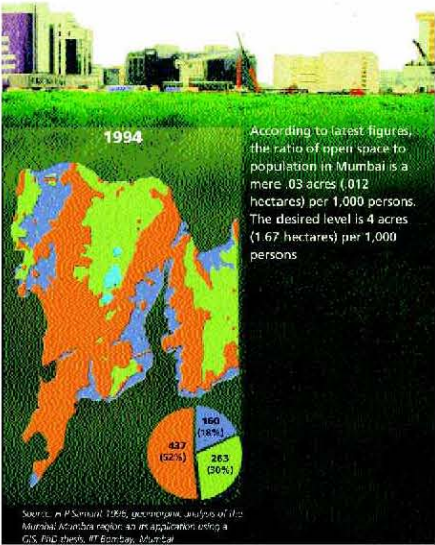 1994
According to latest figures,
the ratio of open space to
population in Mumbai is a
mere .03 acres (.012
hectares) per 1,000 persons.
The desired level is 4 acres
(1.67 hectares) per 1,000
persons
160
(18%)
437
(52%)
263
(30%)
Source: H P Samant 1996, geomorphic analysis of the
Mumbai Mumbra region an its application using a
GIS, PhD thesis, IIT Bombay, Mumbai